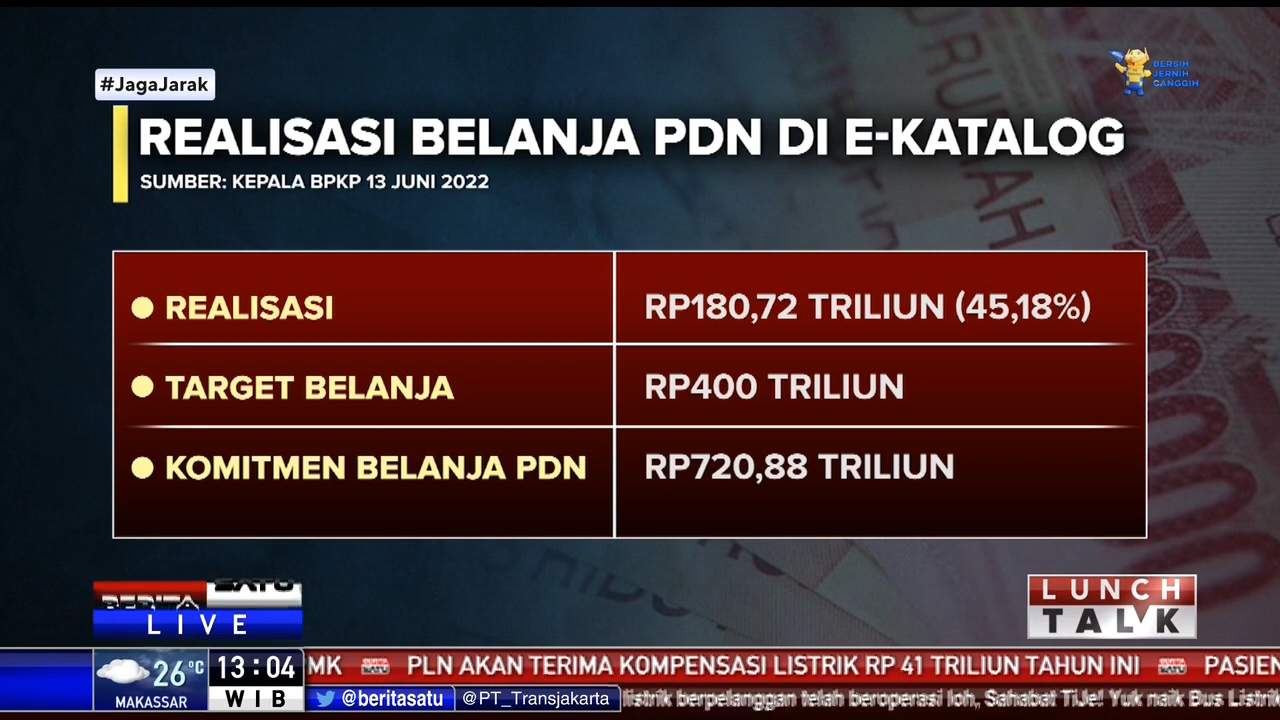 #JagaJarak
BERSIH
JERNIH
CANGGIH
REALISASI BELANJA PDN DI E-KATALOG
SUMBER: KEPALA BPKP 13 JUNI 2022
REALISASI RP180,72 TRILIUN (45,18%)
TARGET BELANJA RP400 TRILIUN
KOMITMEN BELANJA PDN RP720,88 TRILIUN
BERITA SATU
LIVE
LUNCH
TALK
26°C
MAKASSAR
13:04
WIB
MK PLN AKAN TERIMA KOMPENSASI LISTRIK RP 41 TRILIUN TAHUN INI PASIEN
@beritasatu @PT_Transjakarta listrik berpelanggan telah beroperasi loh, Sahabat TiJe! Yuk naik Bus Listrik